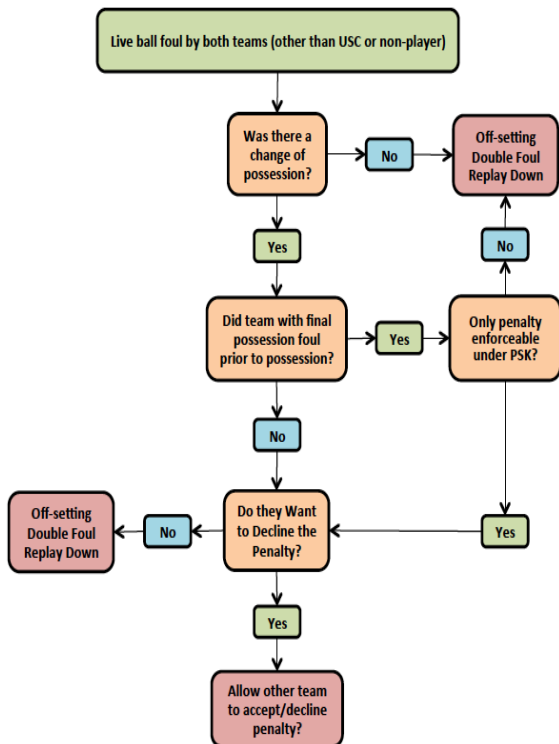 Live ball foul by both teams (other than USC or non-player)
Was there a
change of
possession?
No
Off-setting
Double Foul
Replay Down
Yes
No
Did team with final
possession foul
prior to possession?
Yes
Only penalty
enforceable
under PSK?
No
Off-setting
Double Foul
Replay Down
No
Do they Want
to Decline the
Penalty?
Yes
Yes
Allow other team
to accept/decline
penalty?